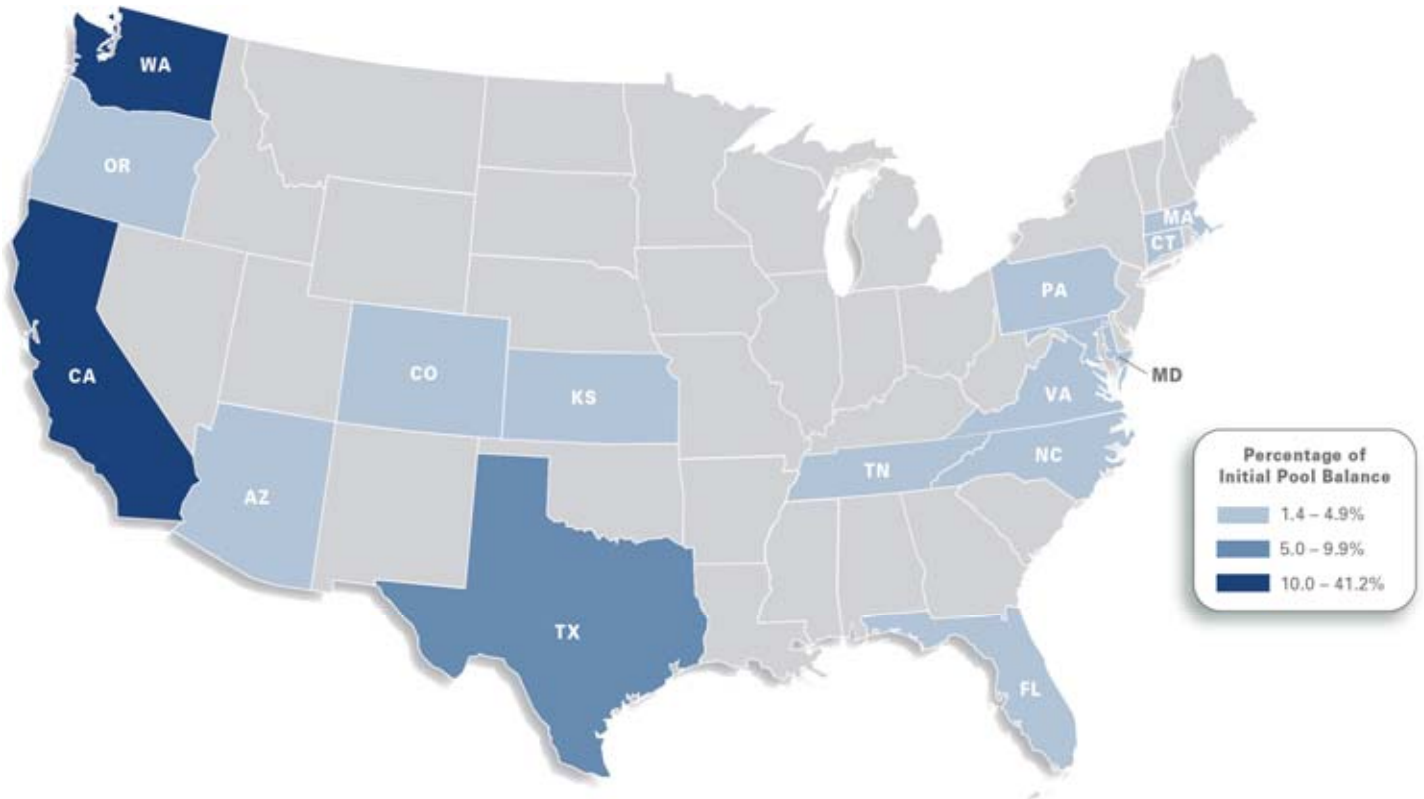 WA
OR
MA
CT
PA
CO
CA
MD
KS
VA
NC
TN
AZ
TX
FL
Percentage of
Initial Pool Balance
1.4 – 4.9%
5.0 – 9.9%
10.0 – 41.2%